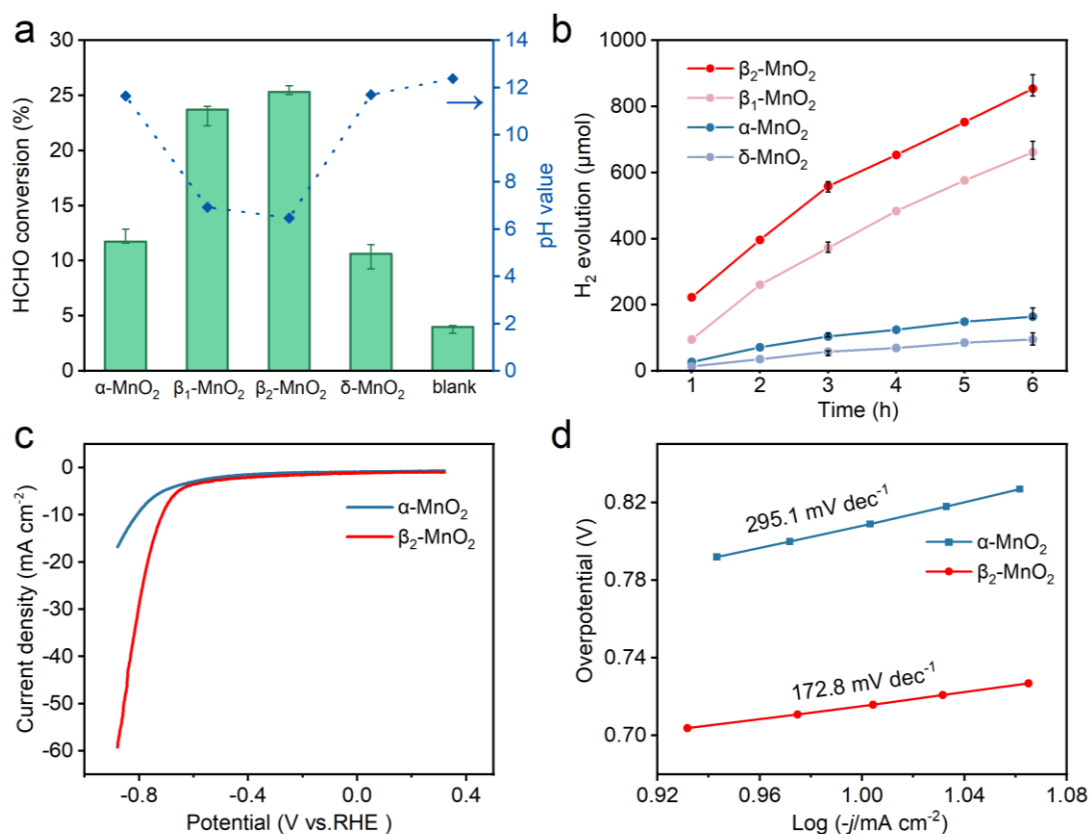 a
HCHO conversion (%)
30
25
20
15
10
5
0
14
12
10
8
6
4
2
0
pH value
α-MnO₂ β₁-MnO₂ β₂-MnO₂ δ-MnO₂ blank
b
H₂ evolution (μmol)
1000
800
600
400
200
0
β₂-MnO₂
β₁-MnO₂
α-MnO₂
δ-MnO₂
1 2 3 4 5 6
Time (h)
c
Current density (mA cm⁻²)
0
-10
-20
-30
-40
-50
-60
α-MnO₂
β₂-MnO₂
-0.8 -0.4 0.0 0.4
Potential (V vs.RHE )
d
Overpotential (V)
0.82
0.78
0.74
0.70
295.1 mV dec⁻¹
α-MnO₂
β₂-MnO₂
172.8 mV dec⁻¹
0.92 0.96 1.00 1.04 1.08
Log (-j/mA cm⁻²)